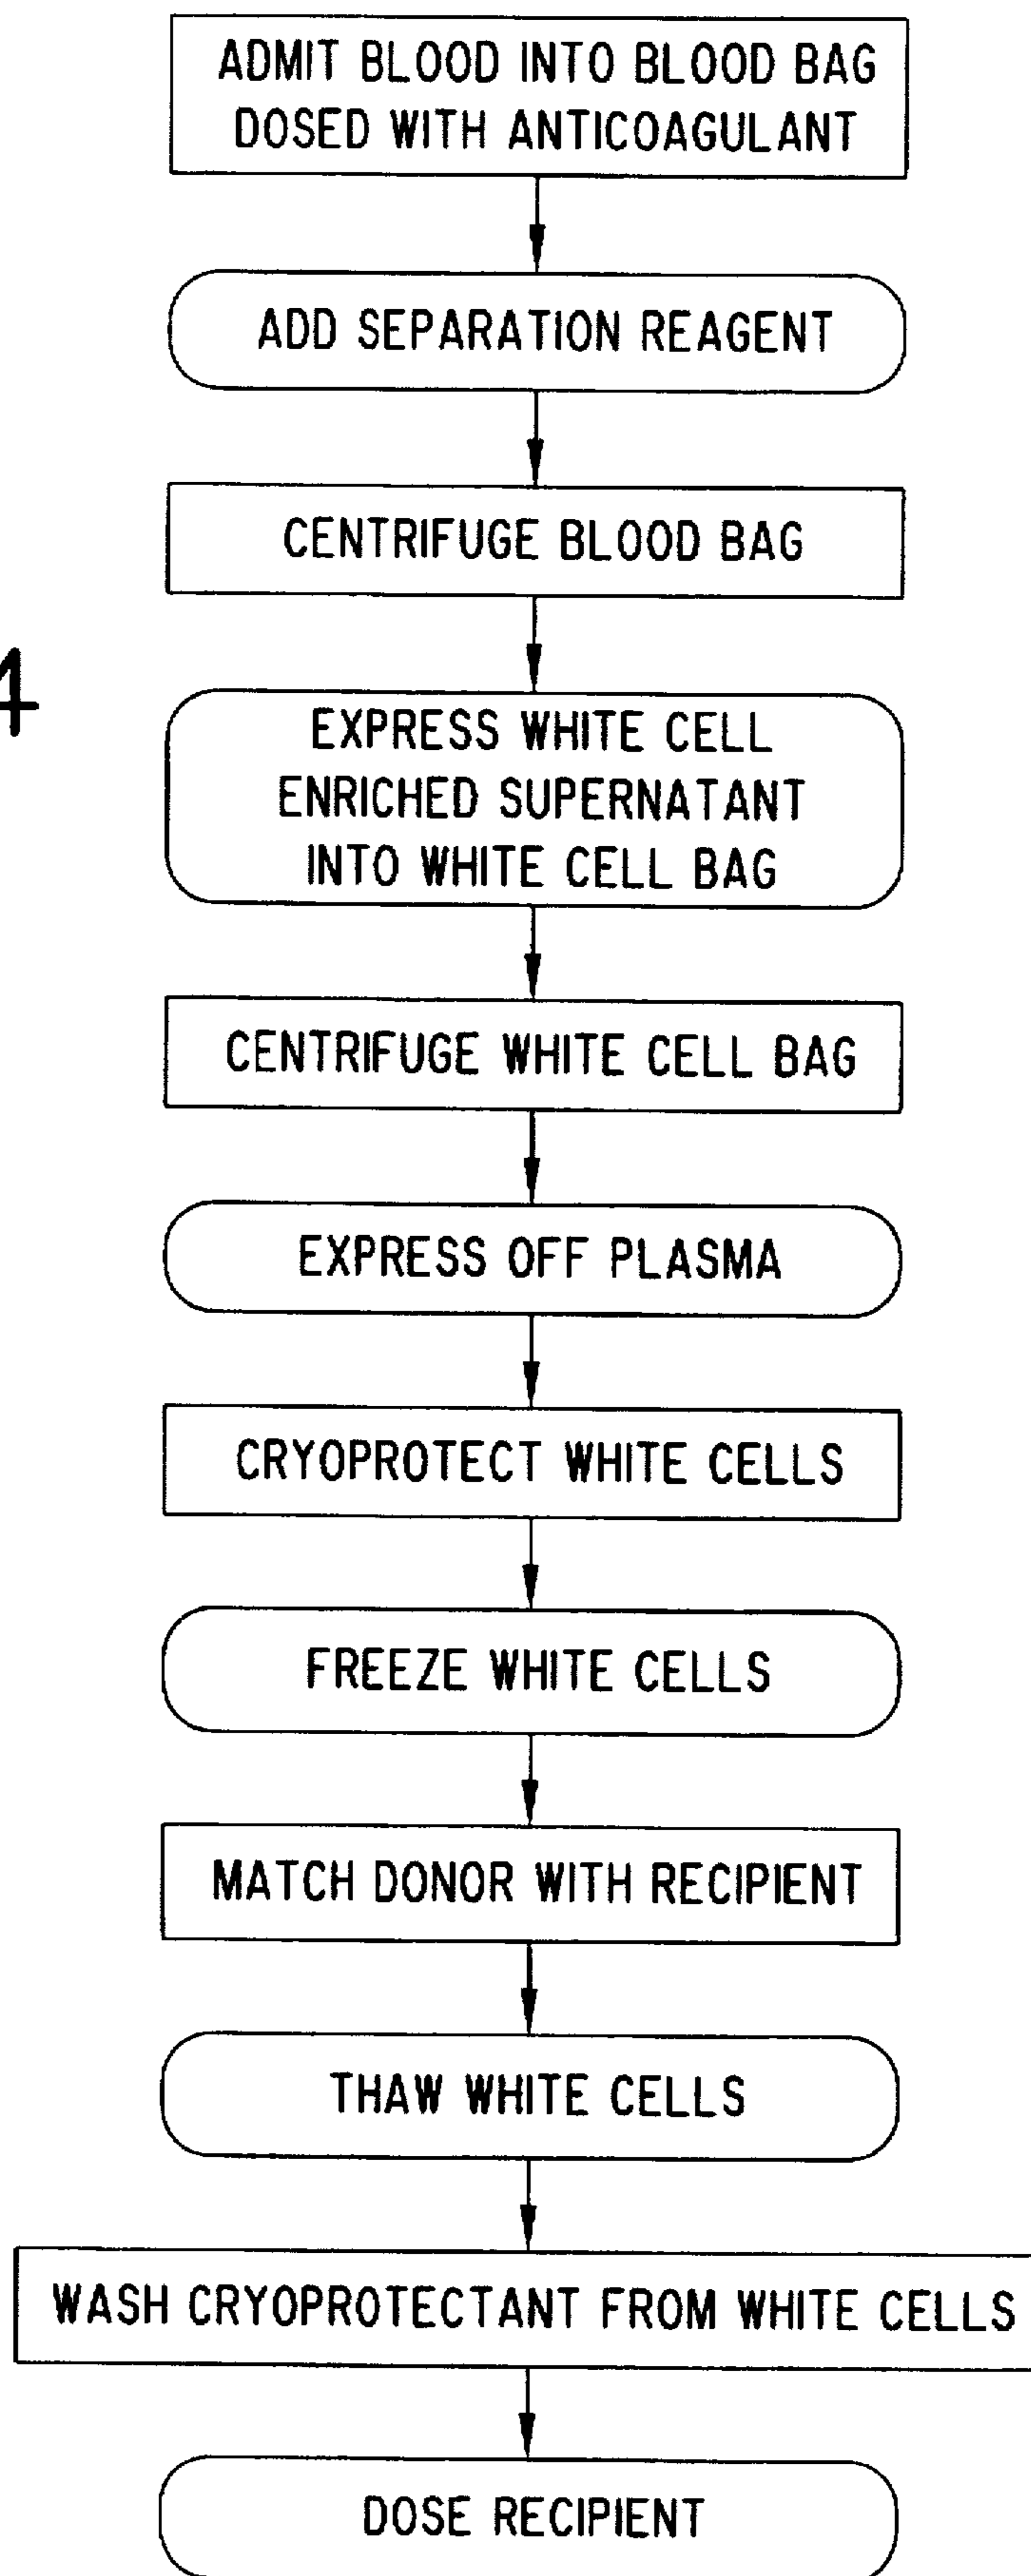 ADMIT BLOOD INTO BLOOD BAG
DOSED WITH ANTICOAGULANT
ADD SEPARATION REAGENT
CENTRIFUGE BLOOD BAG
4
EXPRESS WHITE CELL
ENRICHED SUPERNATANT
INTO WHITE CELL BAG
CENTRIFUGE WHITE CELL BAG
EXPRESS OFF PLASMA
CRYOPROTECT WHITE CELLS
FREEZE WHITE CELLS
MATCH DONOR WITH RECIPIENT
THAW WHITE CELLS
WASH CRYOPROTECTANT FROM WHITE CELLS
DOSE RECIPIENT